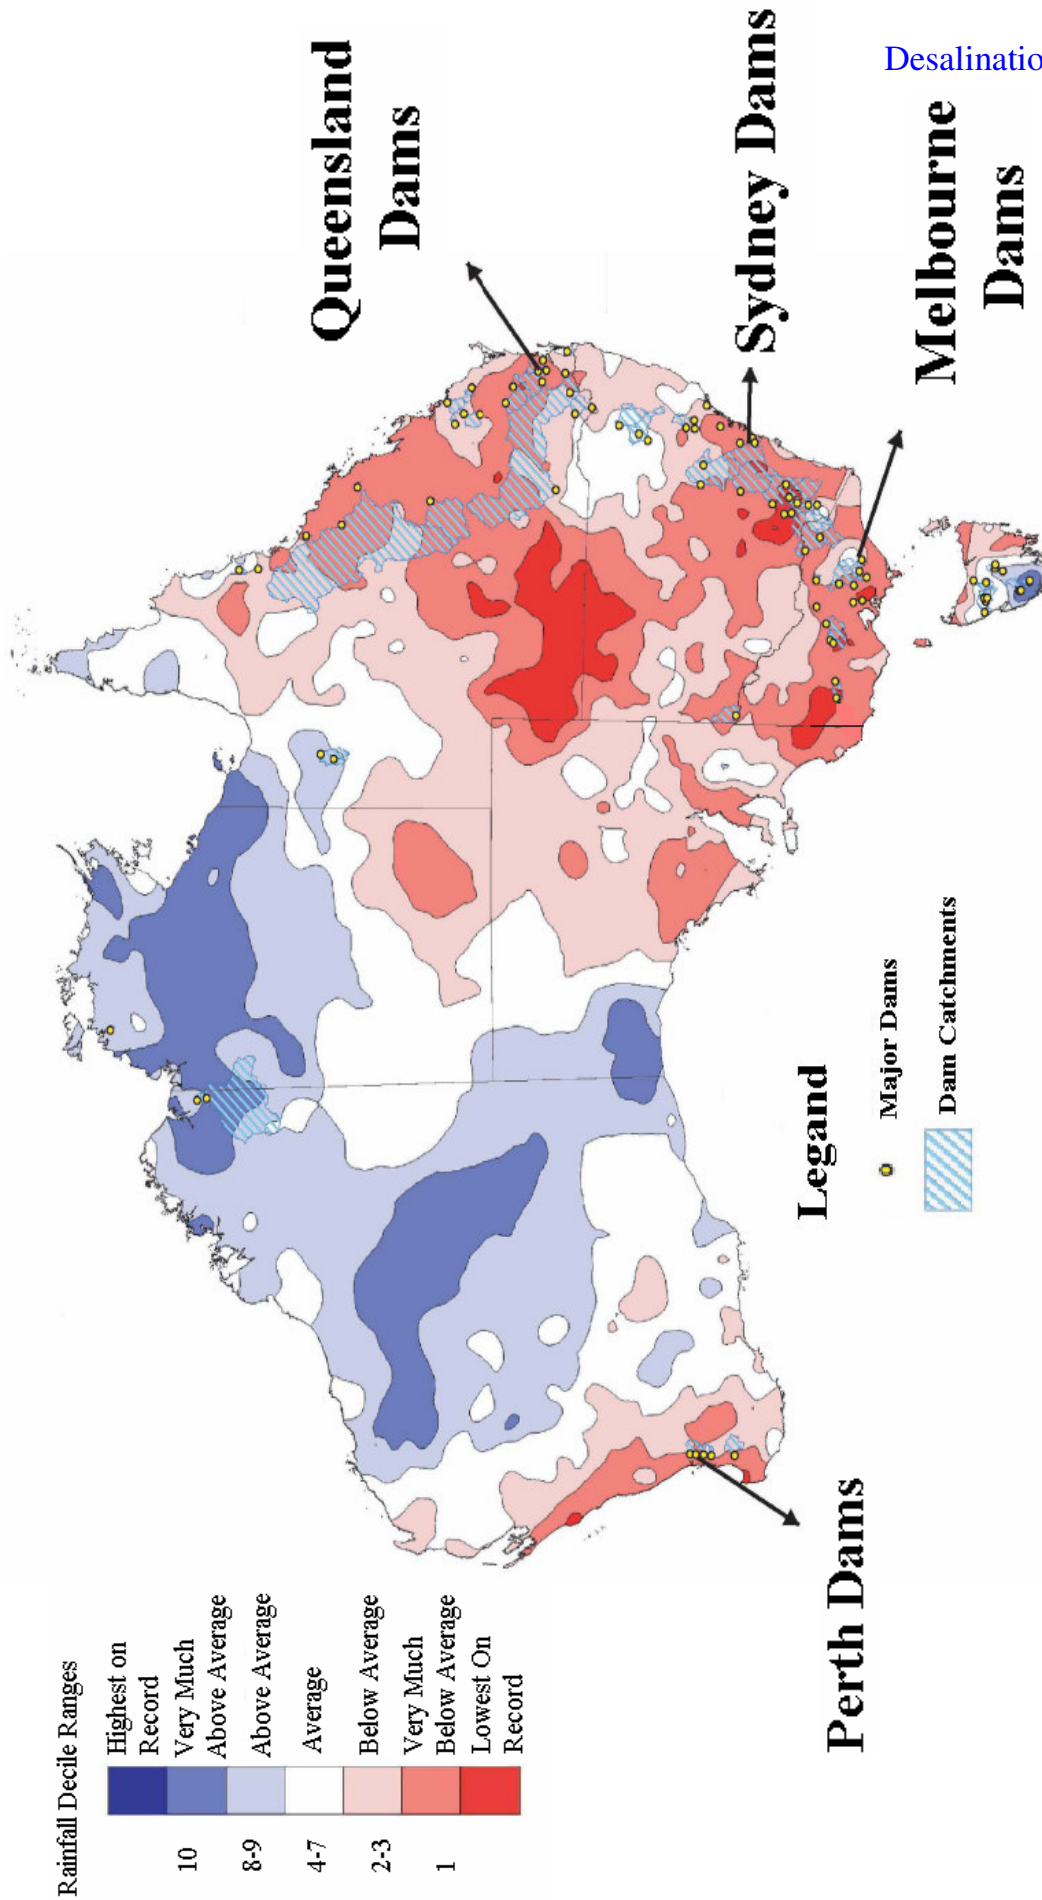 Desalinatio
Rainfall Decile Ranges
Highest on
Record
Very Much
Above Average
Above Average
Average
Below Average
Very Much
Below Average
Lowest On
Record
10
8-9
4-7
2-3
1
Queensland
Dams
Sydney Dams
Melbourne
Dams
Perth Dams
Legand
Major Dams
Dam Catchments